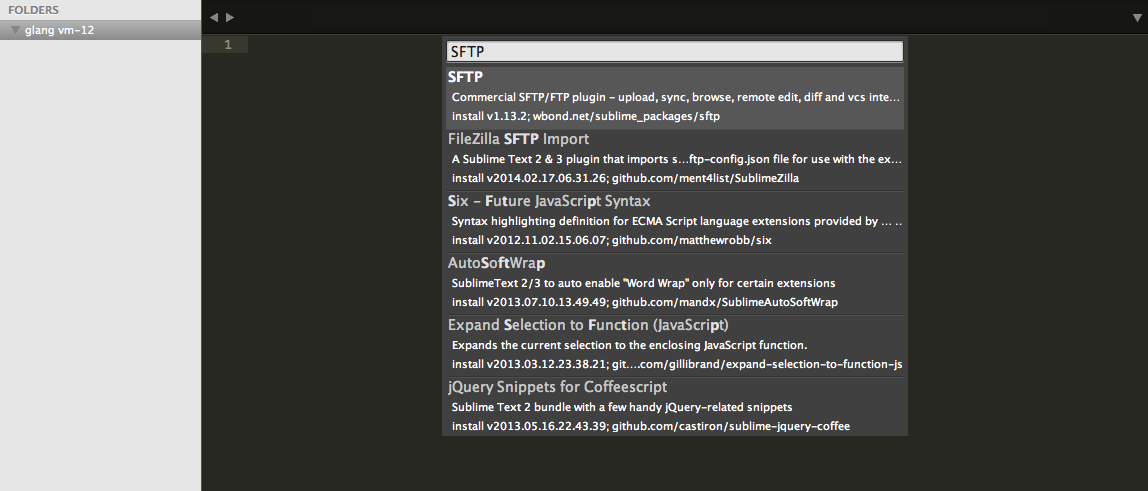 FOLDERS
glang vm-12
1
SFTP
SFTP
Commercial SFTP/FTP plugin – upload, sync, browse, remote edit, diff and vcs inte...
install v1.13.2; wbond.net/sublime_packages/sftp
FileZilla SFTP Import
A Sublime Text 2 & 3 plugin that imports s...ftp-config.json file for use with the ex...
install v2014.02.17.06.31.26; github.com/ment4list/SublimeZilla
Six – Future JavaScript Syntax
Syntax highlighting definition for ECMA Script language extensions provided by ... ..
install v2012.11.02.15.06.07; github.com/matthewrobb/six
AutoSoftWrap
SublimeText 2/3 to auto enable "Word Wrap" only for certain extensions
install v2013.07.10.13.49.49; github.com/mandx/SublimeAutoSoftWrap
Expand Selection to Function (JavaScript)
Expands the current selection to the enclosing JavaScript function.
install v2013.03.12.23.38.21; git....com/gillibrand/expand-selection-to-function-js
jQuery Snippets for Coffeescript
Sublime Text 2 bundle with a few handy jQuery-related snippets
install v2013.05.16.22.43.39; github.com/castiron/sublime-jquery-coffee